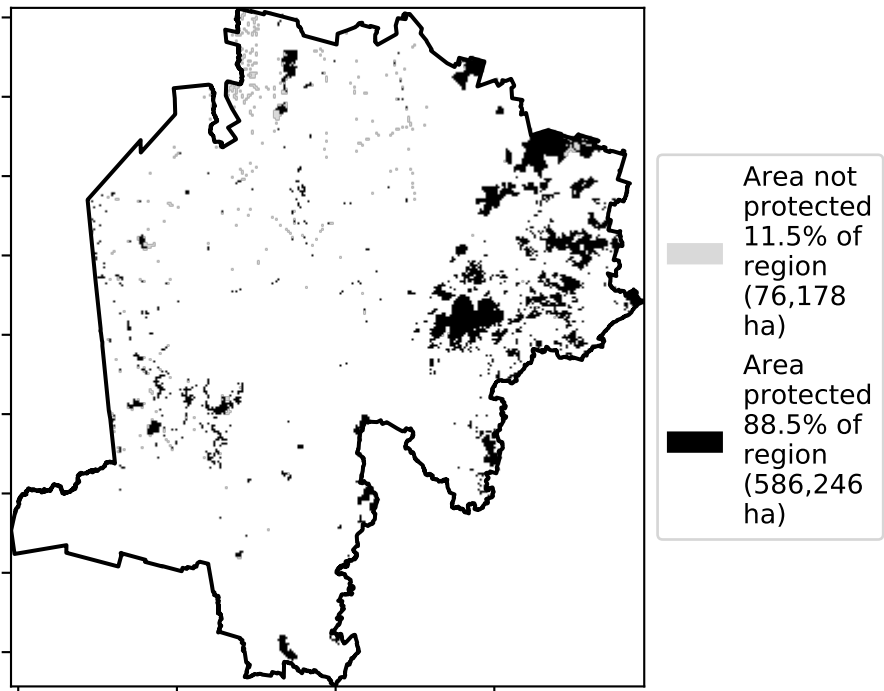 Area not
protected
11.5% of
region
(76,178
ha)
Area
protected
88.5% of
region
(586,246
ha)